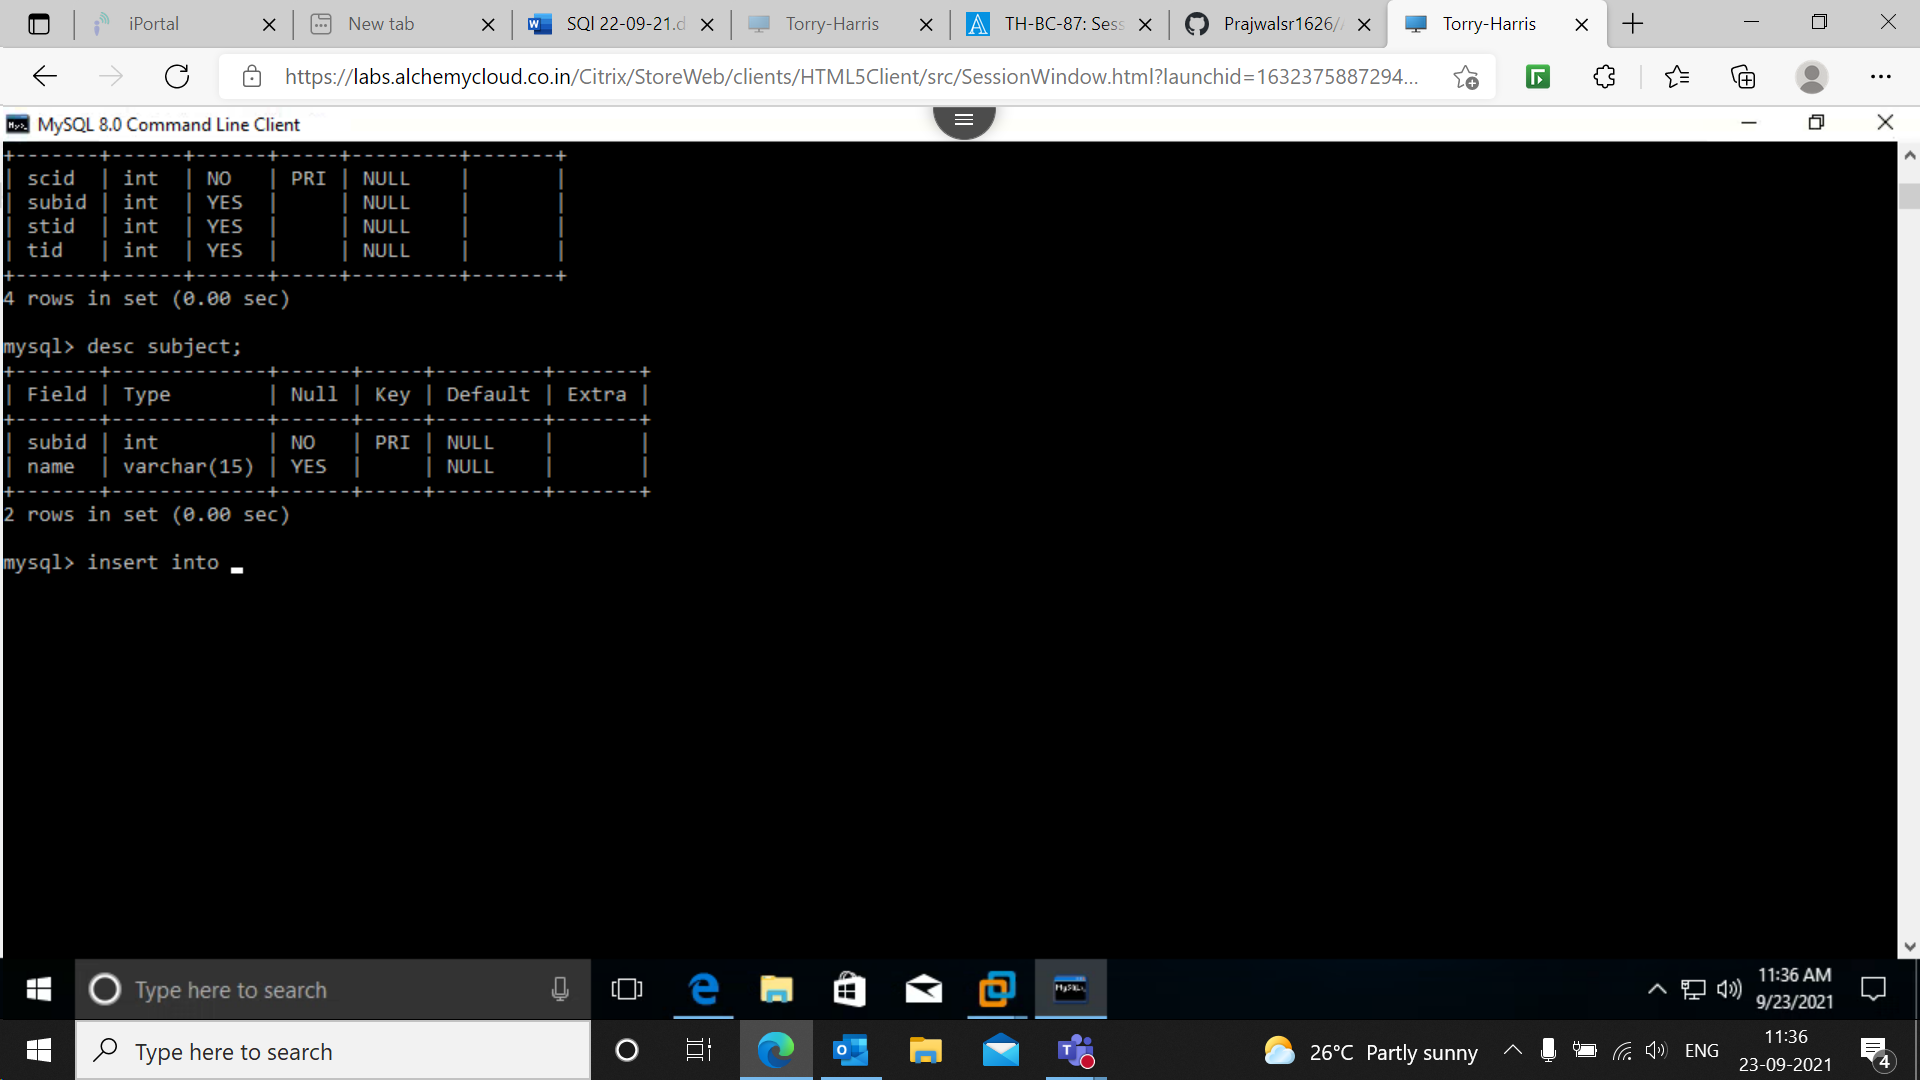 iPortal
New tab
SQl 22-09-21.d
Torry-Harris
TH-BC-87: Sess
Prajwalsr1626/
Torry-Harris
https://labs.alchemycloud.co.in/Citrix/StoreWeb/clients/HTML5Client/src/SessionWindow.html?launchid=1632375887294...
MySQL 8.0 Command Line Client
+-------+------+------+-----+---------+-------+
| scid  | int  | NO   | PRI | NULL    |       |
| subid | int  | YES  |     | NULL    |       |
| stid  | int  | YES  |     | NULL    |       |
| tid   | int  | YES  |     | NULL    |       |
+-------+------+------+-----+---------+-------+
4 rows in set (0.00 sec)
mysql> desc subject;
+-------+-------------+------+-----+---------+-------+
| Field | Type        | Null | Key | Default | Extra |
+-------+-------------+------+-----+---------+-------+
| subid | int         | NO   | PRI | NULL    |       |
| name  | varchar(15) | YES  |     | NULL    |       |
+-------+-------------+------+-----+---------+-------+
2 rows in set (0.00 sec)
mysql> insert into _
Type here to search
11:36 AM
9/23/2021
Type here to search
26°C Partly sunny
ENG
11:36
23-09-2021
4